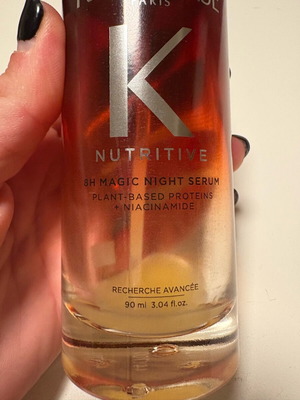 PARIS
K
NUTRITIVE
8H MAGIC NIGHT SERUM
PLANT-BASED PROTEINS
+ NIACINAMIDE
RECHERCHE AVANCÉE
90 ml 3.04 fl.oz.